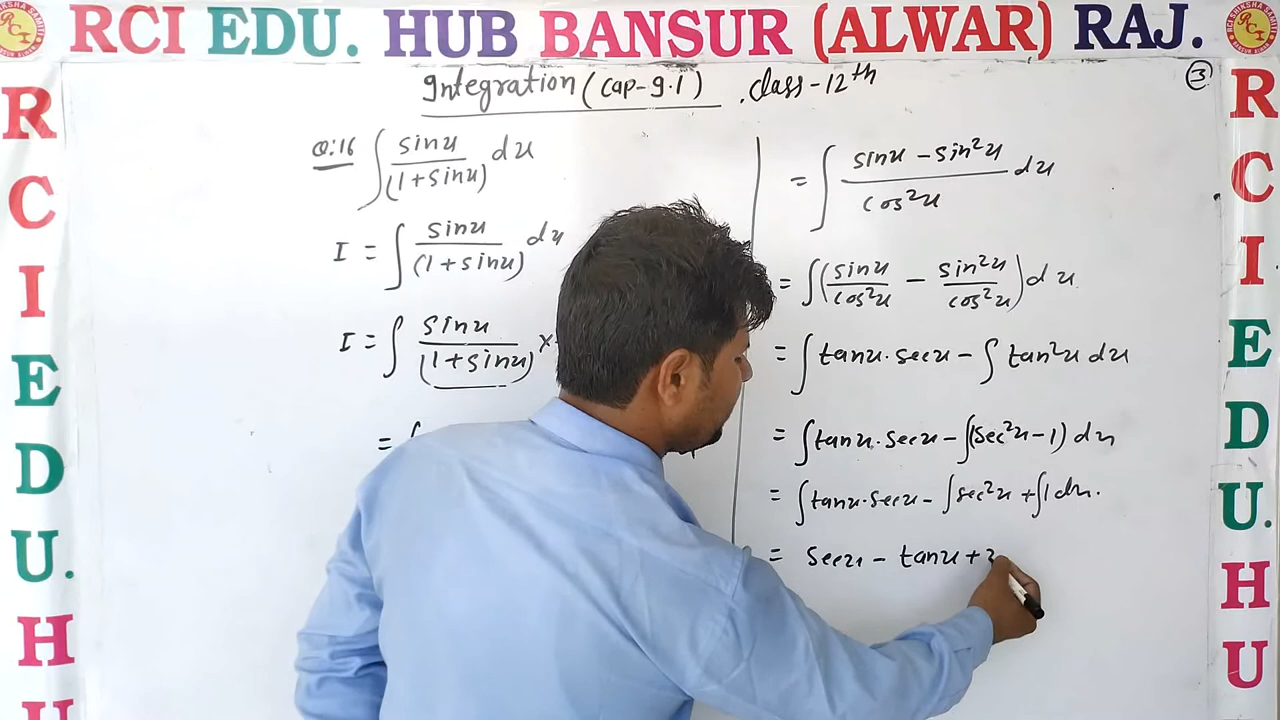 RCI EDU. HUB BANSUR (ALWAR) RAJ.
R
C
I
E
D
U.
H
U
Integration (cap-9.1) . class-12th
③
Q:16 ∫ sinx/(1+sinx) dx
I = ∫ sinx/(1+sinx) dx
I = ∫ sinx/(1+sinx) ×
= ∫
= ∫ (sinx - sin²x)/cos²x dx
= ∫(sinx/cos²x - sin²x/cos²x)dx
= ∫ tanx·secx - ∫ tan²x dx
= ∫tanx·secx - ∫(sec²x-1) dx
= ∫tanx·secx - ∫sec²x + ∫1 dx.
= secx - tanx +
R
C
I
E
D
U.
H
U